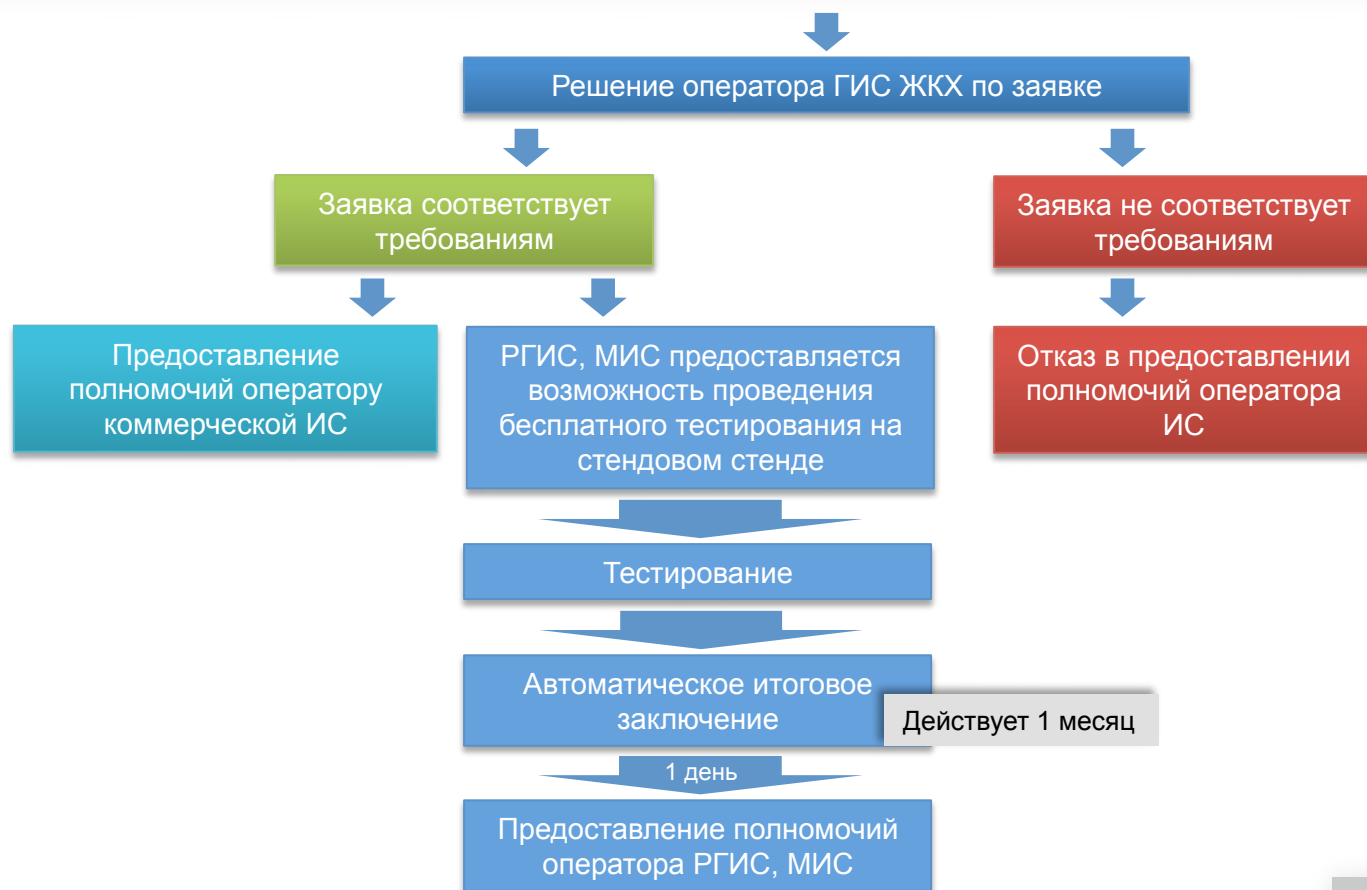 Решение оператора ГИС ЖКХ по заявке
Заявка соответствует
требованиям
Заявка не соответствует
требованиям
Предоставление
полномочий оператору
коммерческой ИС
РГИС, МИС предоставляется
возможность проведения
бесплатного тестирования на
стендовом стенде
Отказ в предоставлении
полномочий оператора
ИС
Тестирование
Автоматическое итоговое
заключение
Действует 1 месяц
1 день
Предоставление полномочий
оператора РГИС, МИС